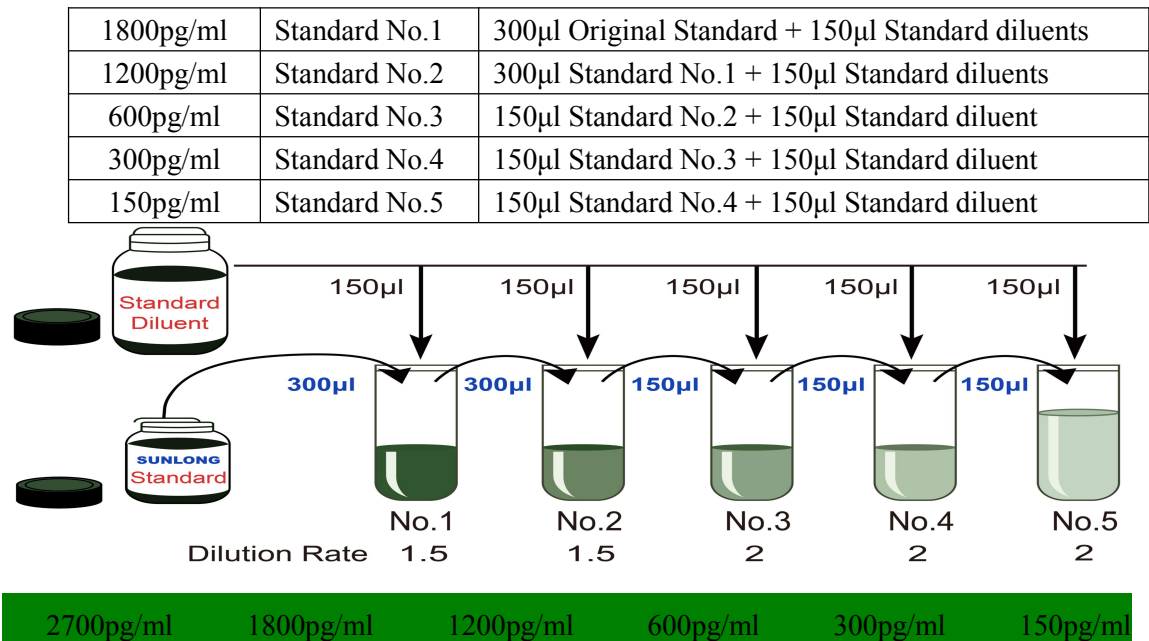 1800pg/ml Standard No.1 300μl Original Standard + 150μl Standard diluents
1200pg/ml Standard No.2 300μl Standard No.1 + 150μl Standard diluents
600pg/ml Standard No.3 150μl Standard No.2 + 150μl Standard diluent
300pg/ml Standard No.4 150μl Standard No.3 + 150μl Standard diluent
150pg/ml Standard No.5 150μl Standard No.4 + 150μl Standard diluent
150μl 150μl 150μl 150μl 150μl
Standard
Diluent
300μl 300μl 150μl 150μl 150μl
SUNLONG
Standard
No.1 No.2 No.3 No.4 No.5
Dilution Rate 1.5 1.5 2 2 2
2700pg/ml 1800pg/ml 1200pg/ml 600pg/ml 300pg/ml 150pg/ml